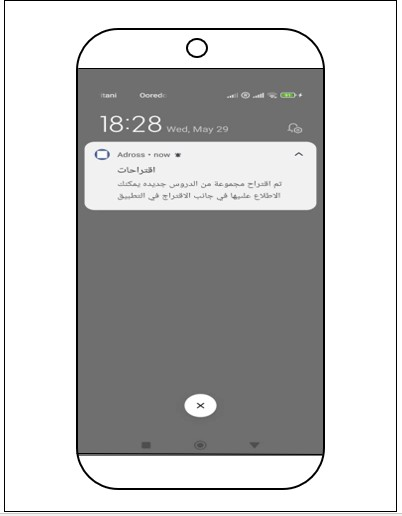 Ooredo
18:28 Wed, May 29
Adross • now
اقتراحات
تم اقتراح مجموعة من الدروس جديده يمكنك
الاطلاع عليها في جانب الاقتراح في التطبيق